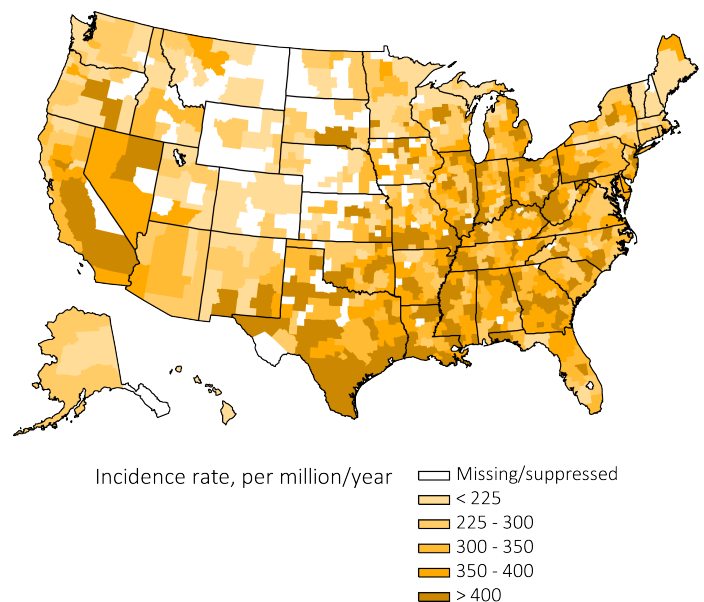 Incidence rate, per million/year
Missing/suppressed
< 225
225 - 300
300 - 350
350 - 400
> 400